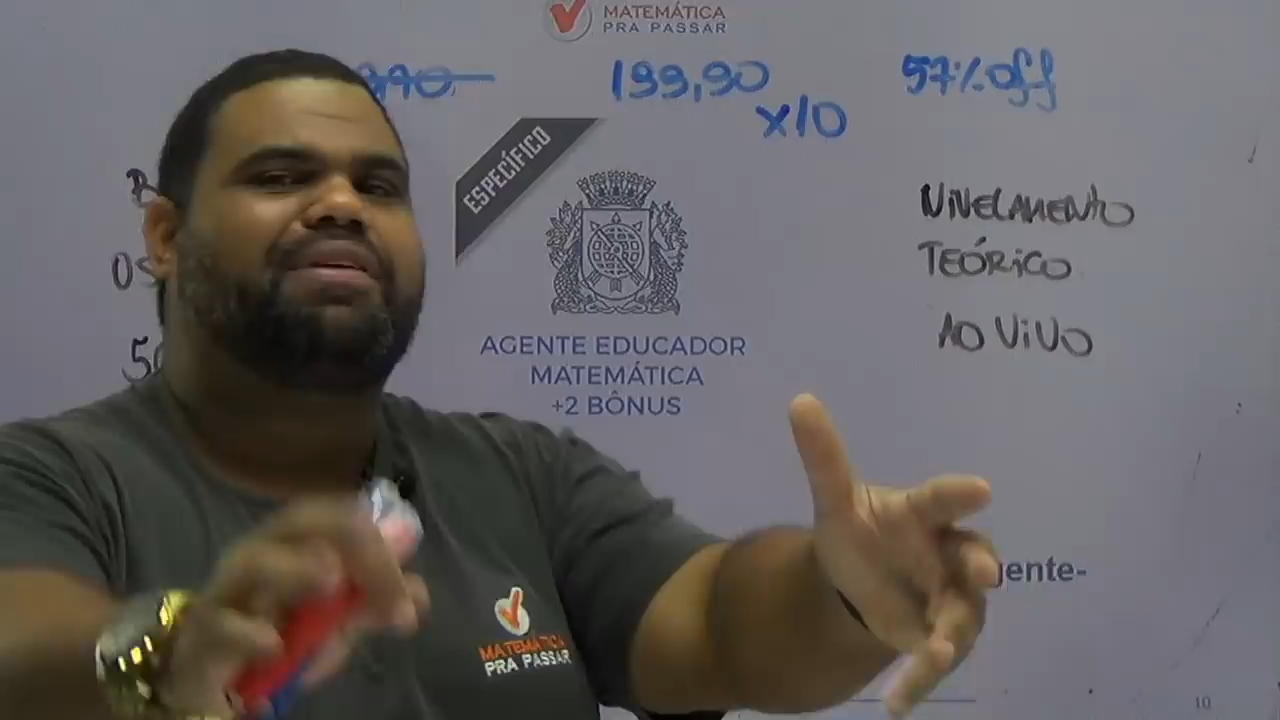 MATEMÁTICA
PRA PASSAR
199,90
X10
57% off
ESPECÍFICO
NIVELAMENTO
TEÓRICO
AO VIVO
AGENTE EDUCADOR
MATEMÁTICA
+2 BÔNUS
MATEMÁTICA
PRA PASSAR
10